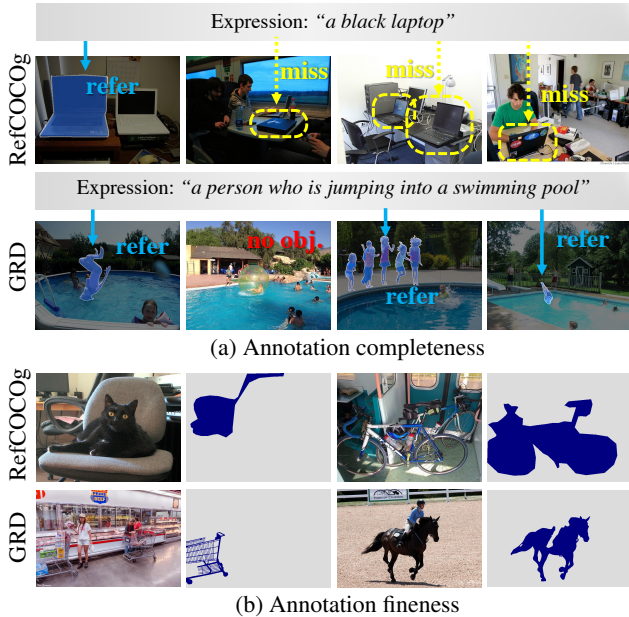 Expression: “a black laptop”
RefCOCOg
refer
miss
miss
miss
Expression: “a person who is jumping into a swimming pool”
GRD
refer
no obj.
refer
refer
(a) Annotation completeness
RefCOCOg
GRD
(b) Annotation fineness